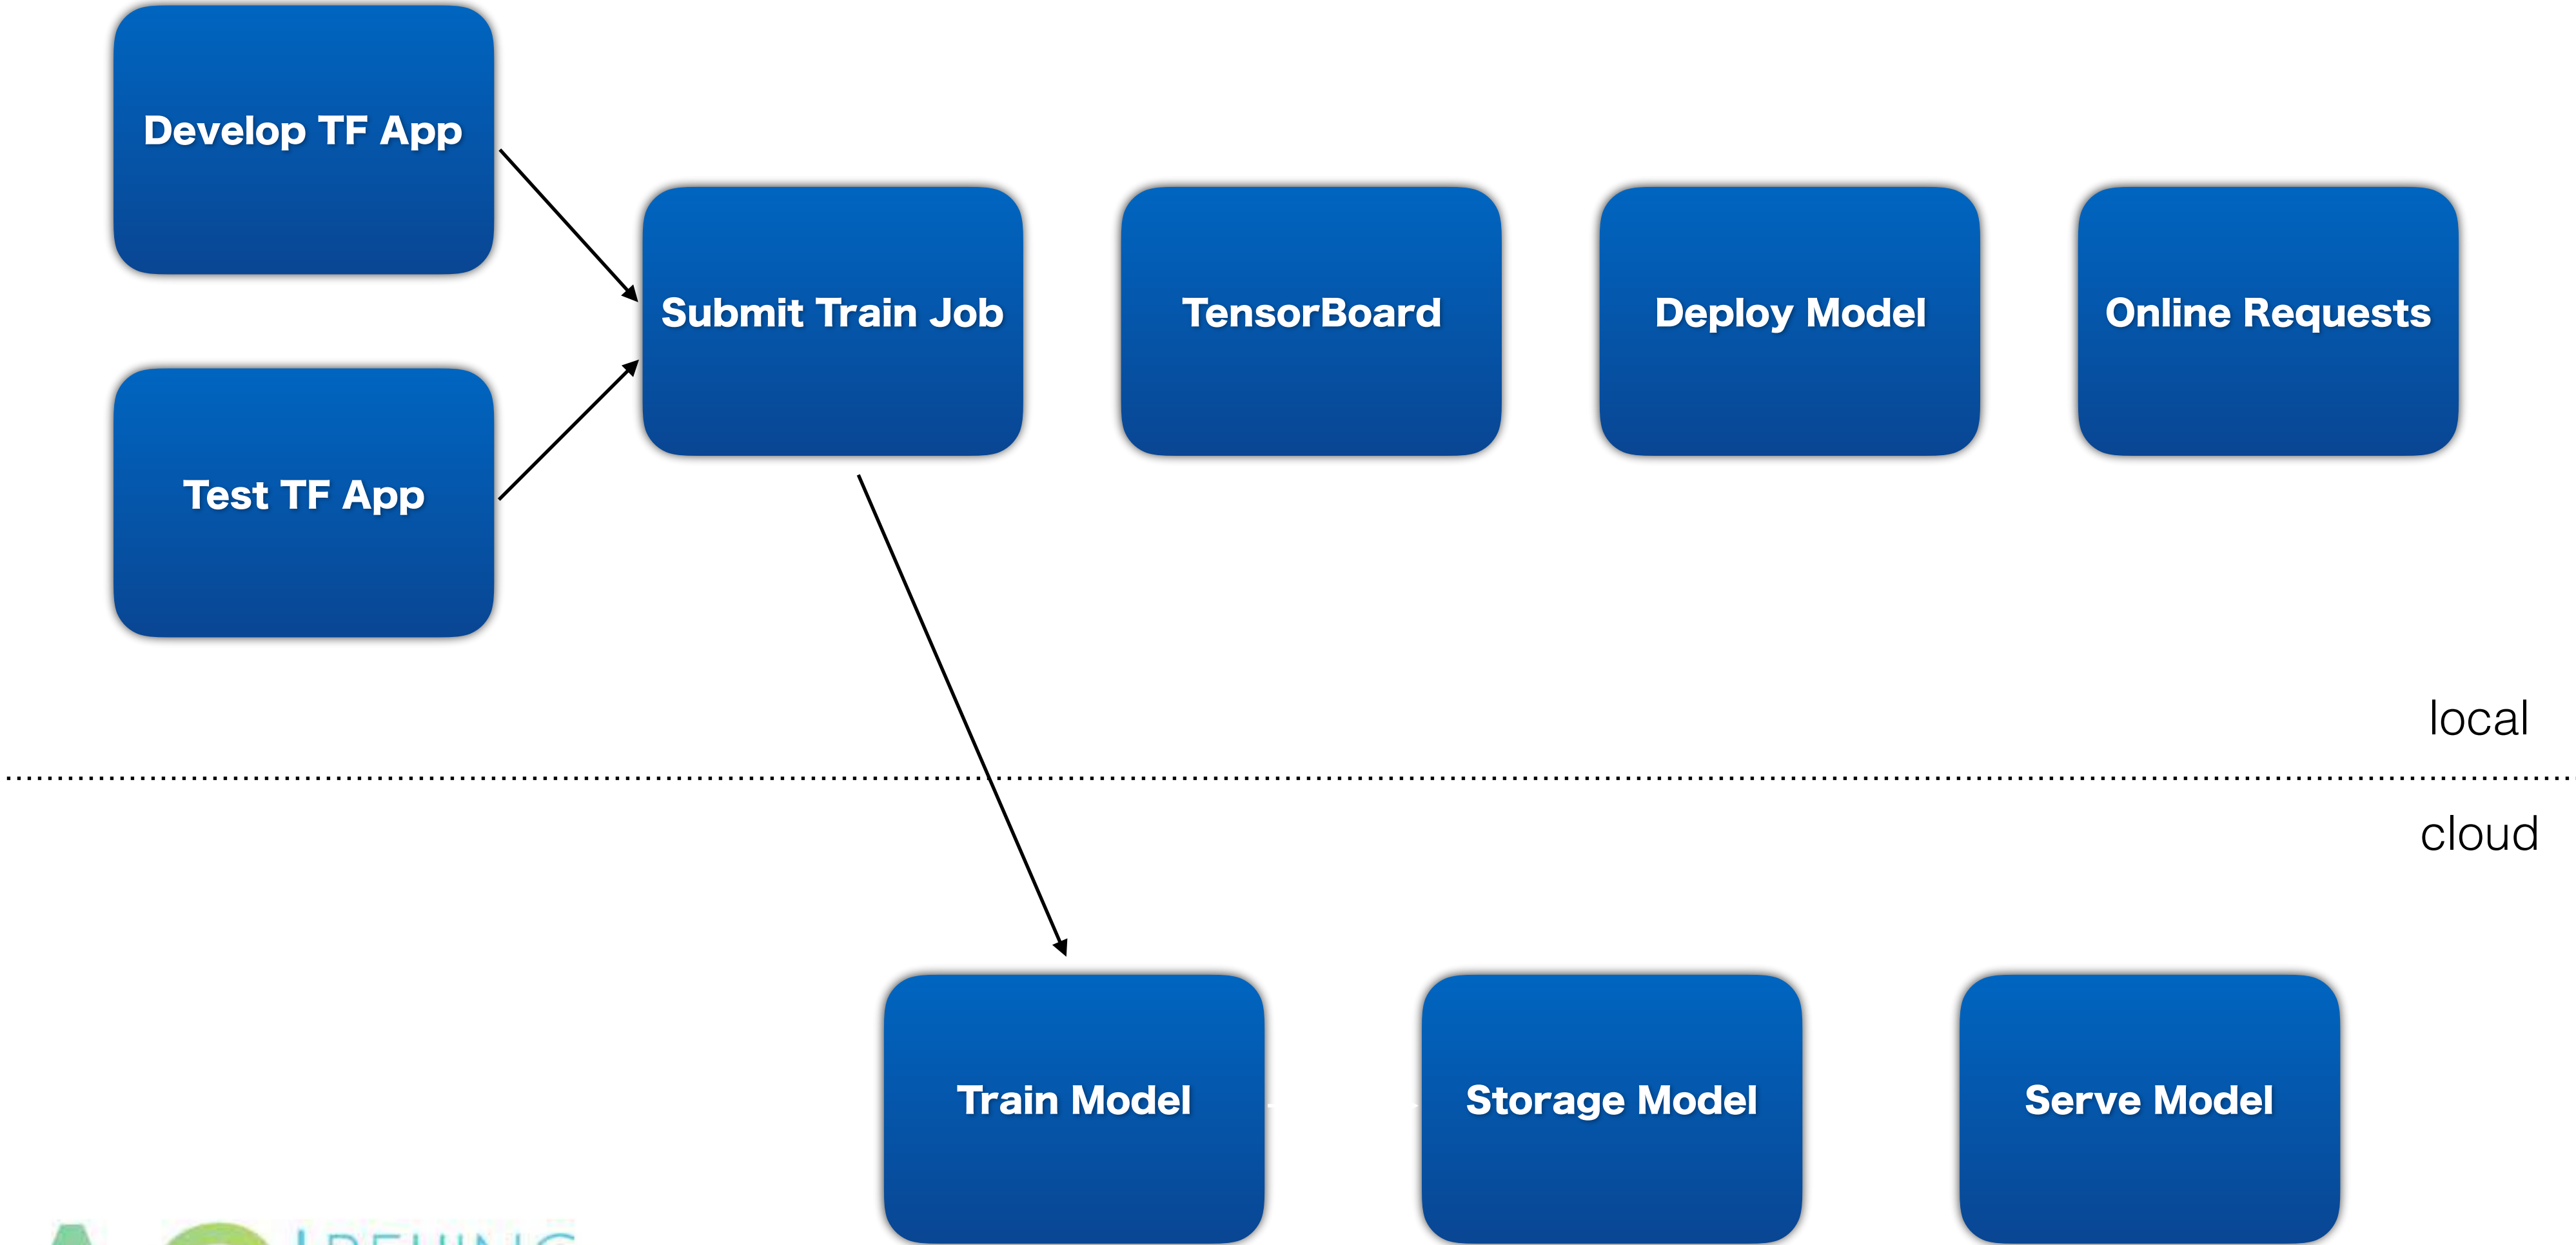 Develop TF App
Submit Train Job
TensorBoard
Deploy Model
Online Requests
Test TF App
local
cloud
Train Model
Storage Model
Serve Model